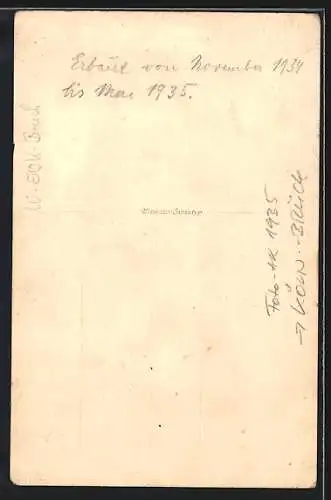 Erbaut von November 1934
bis Mai 1935.
Foto-AK 1935
→ KÖLN-BRÜCK